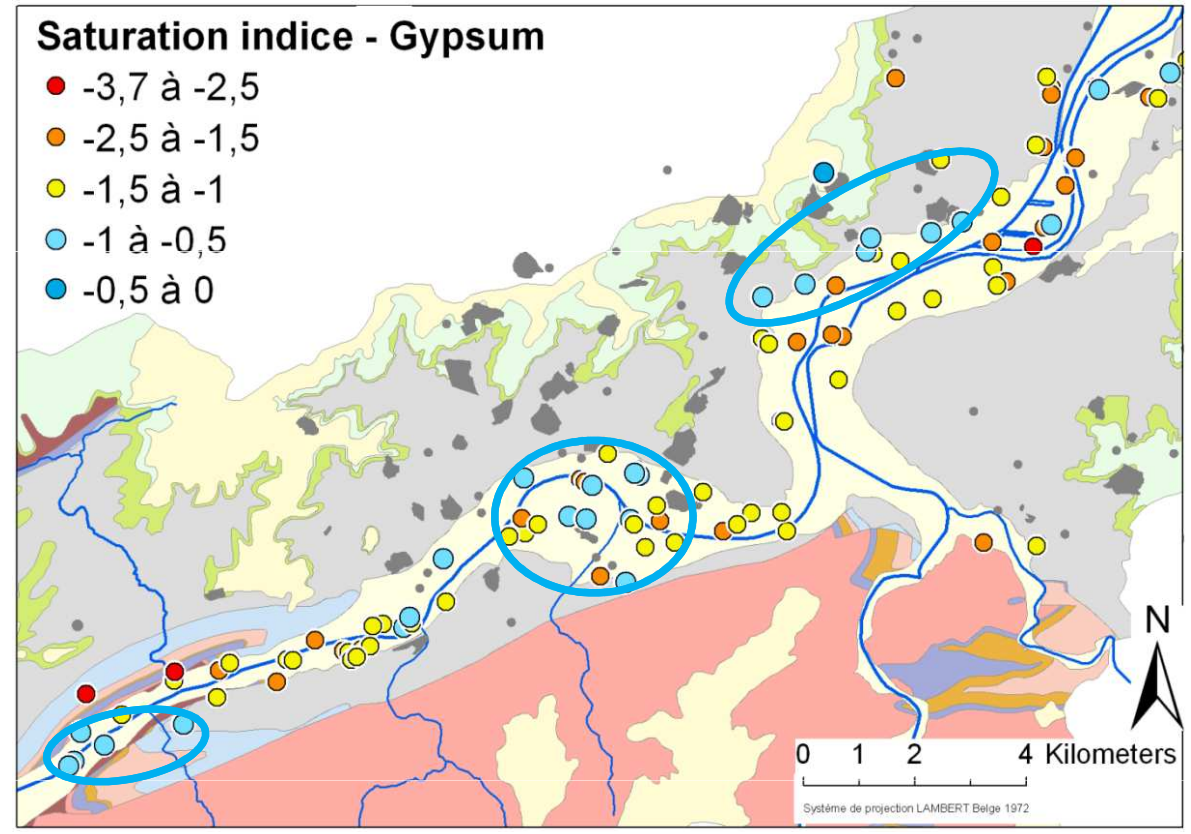 Saturation indice - Gypsum
-3,7 à -2,5
-2,5 à -1,5
-1,5 à -1
-1 à -0,5
-0,5 à 0
N
0 1 2 4 Kilometers
Système de projection LAMBERT Belge 1972